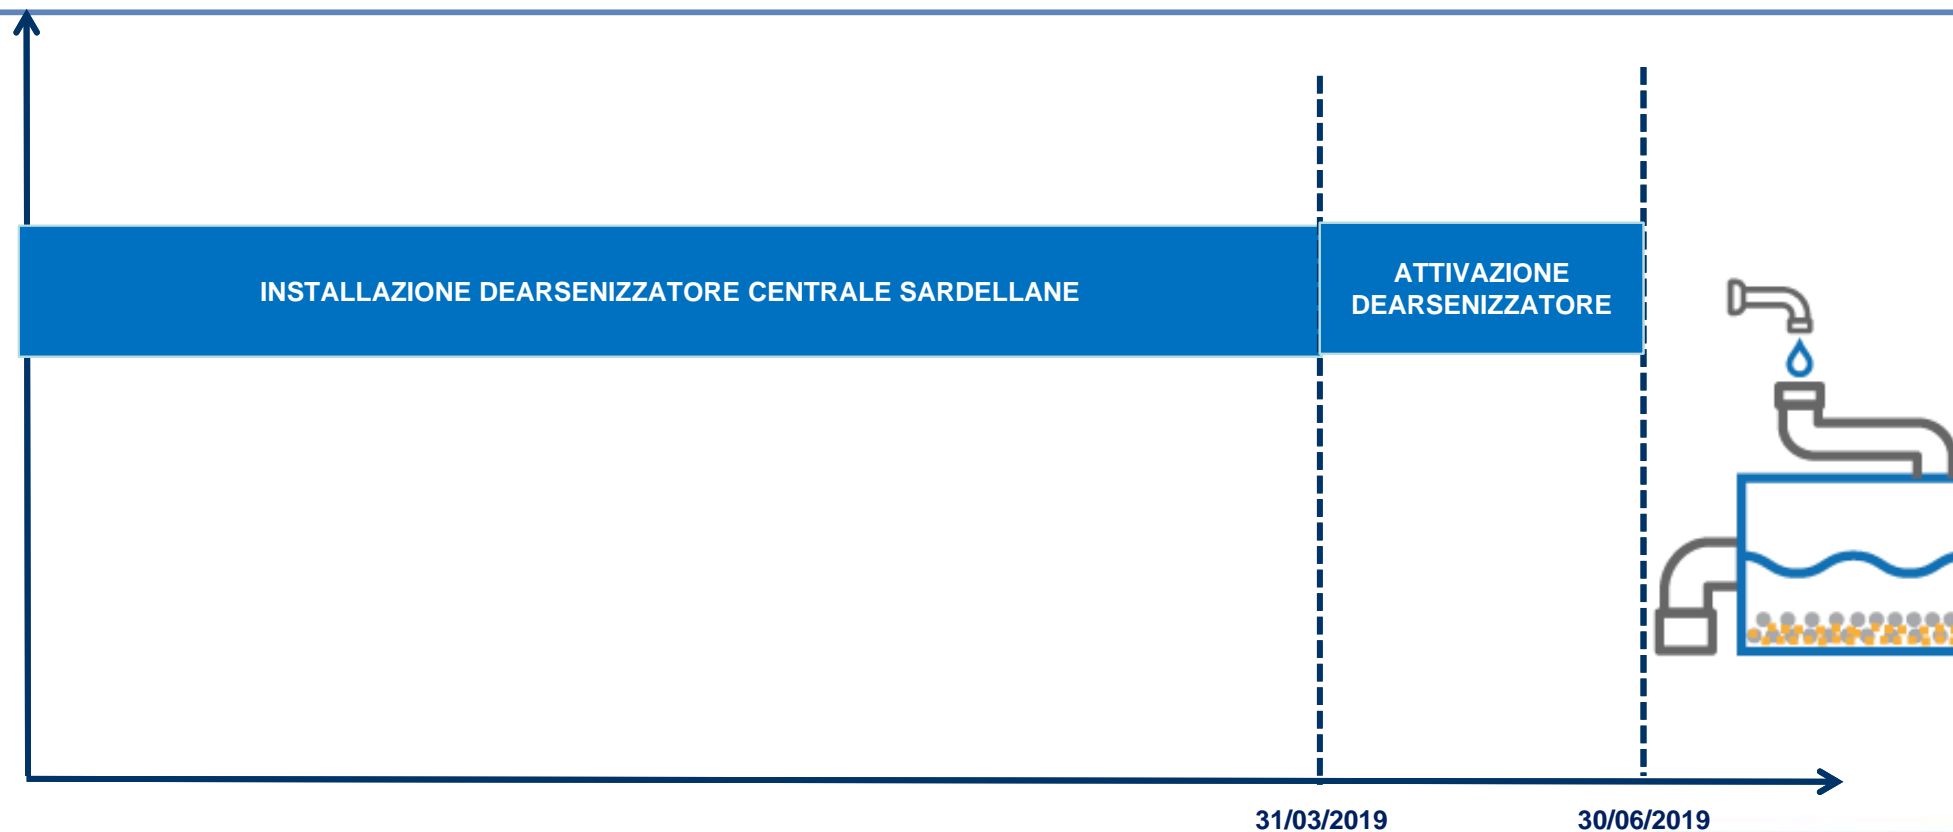 INSTALLAZIONE DEARSENIZZATORE CENTRALE SARDELLANE
ATTIVAZIONE
DEARSENIZZATORE
31/03/2019
30/06/2019